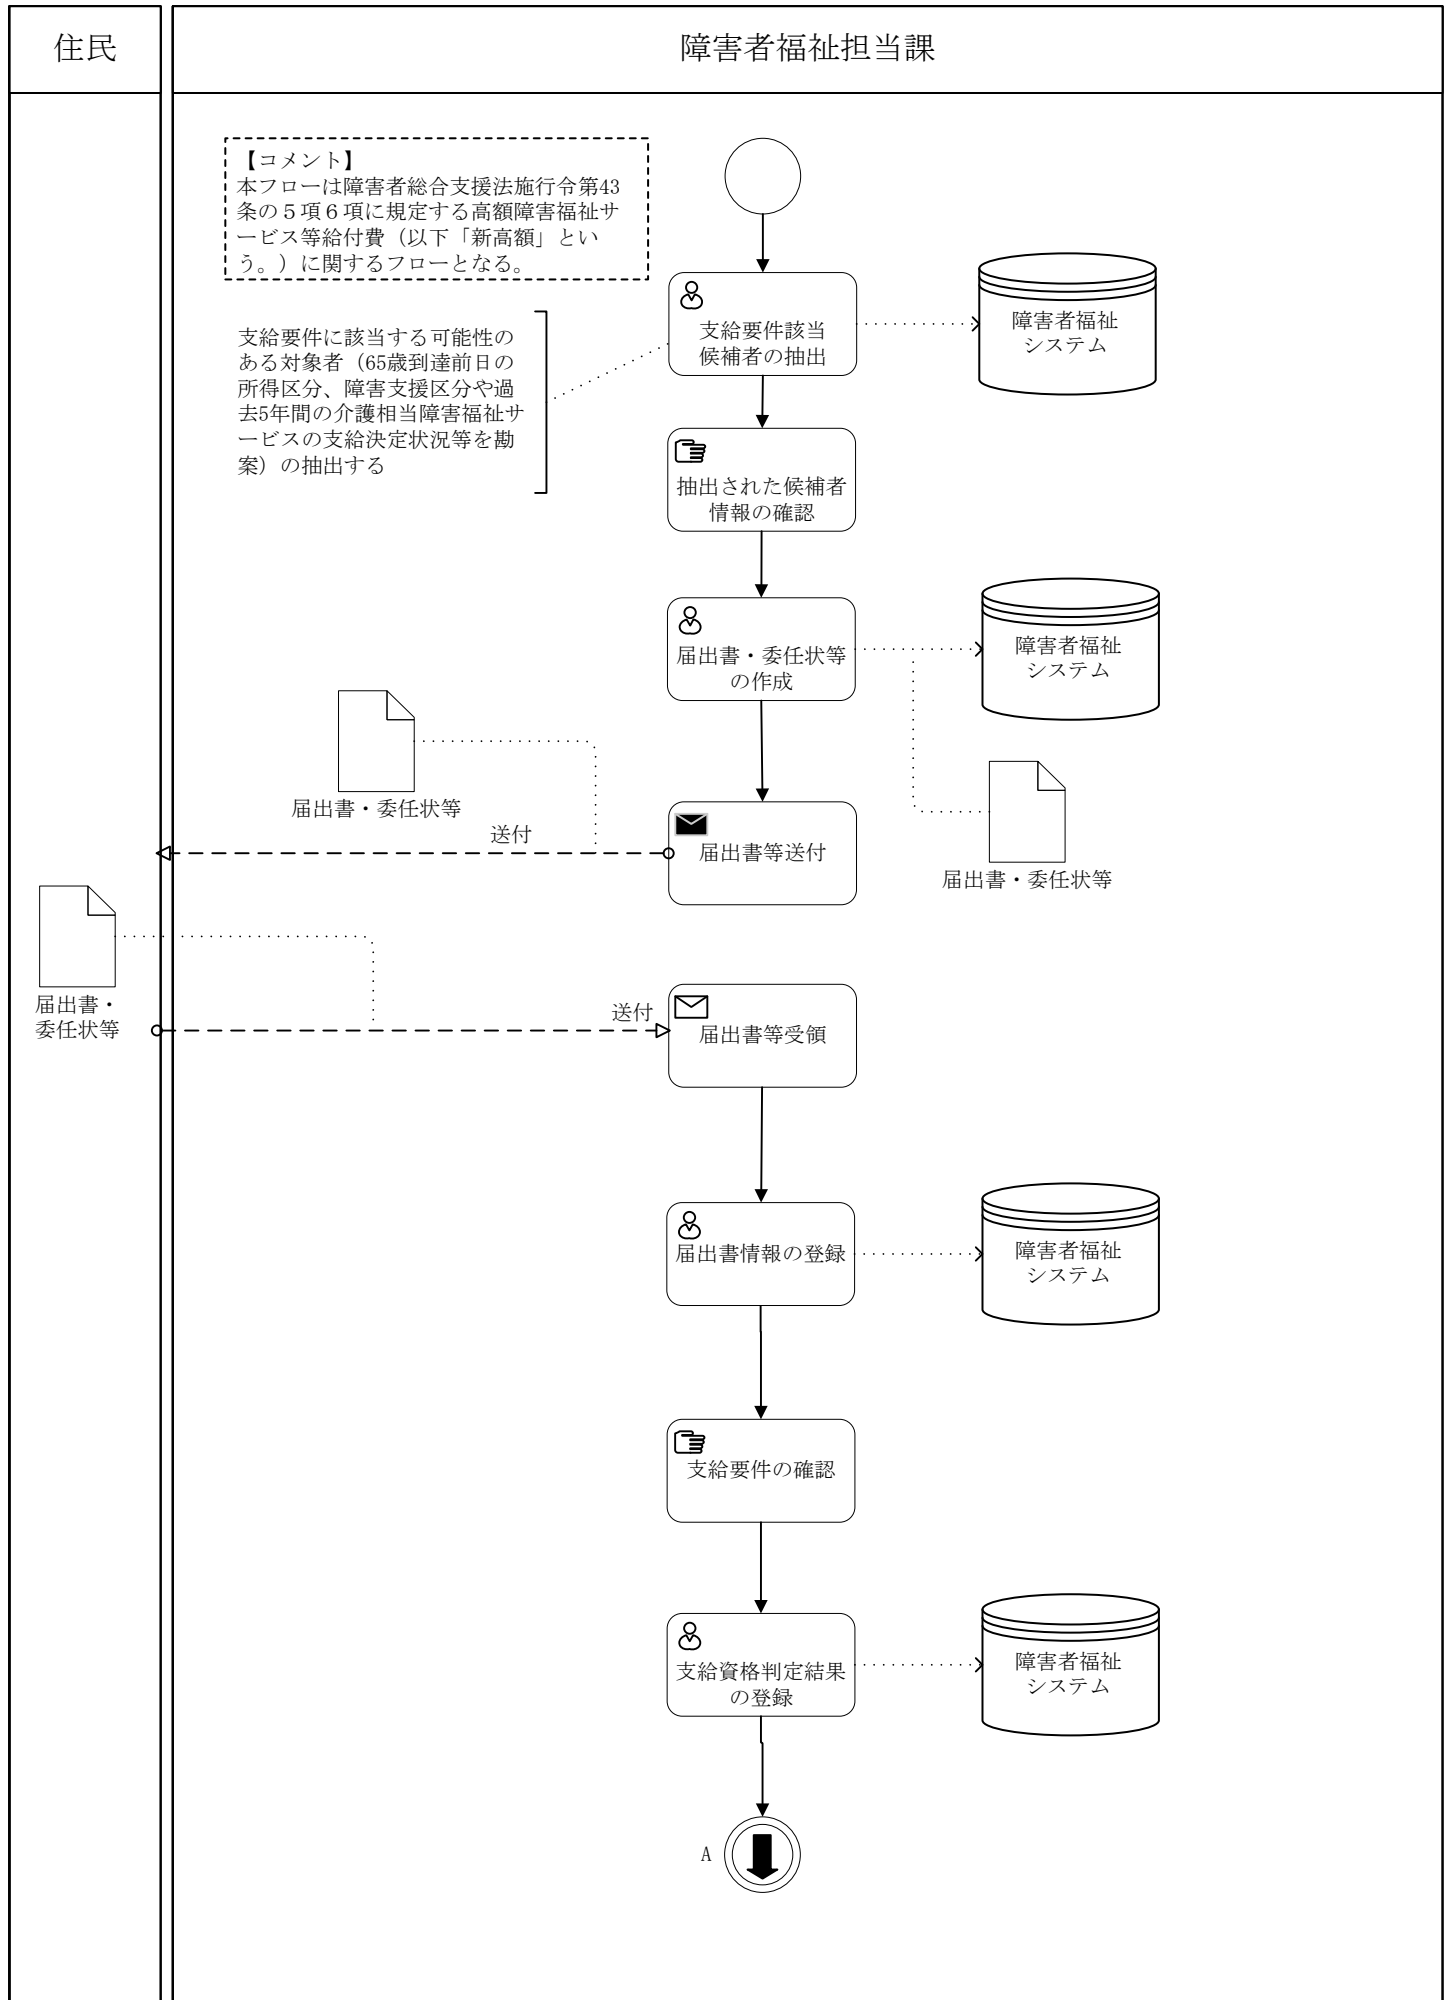 住民
障害者福祉担当課
【コメント】
本フローは障害者総合支援法施行令第43
条の５項６項に規定する高額障害福祉サ
ービス等給付費（以下「新高額」とい
う。）に関するフローとなる。
支給要件該当
候補者の抽出
障害者福祉
システム
支給要件に該当する可能性の
ある対象者（65歳到達前日の
所得区分、障害支援区分や過
去5年間の介護相当障害福祉サ
ービスの支給決定状況等を勘
案）の抽出する
抽出された候補者
情報の確認
届出書・委任状等
の作成
障害者福祉
システム
届出書・委任状等
送付
届出書等送付
届出書・委任状等
届出書・
委任状等
送付
届出書等受領
届出書情報の登録
障害者福祉
システム
支給要件の確認
支給資格判定結果
の登録
障害者福祉
システム
A